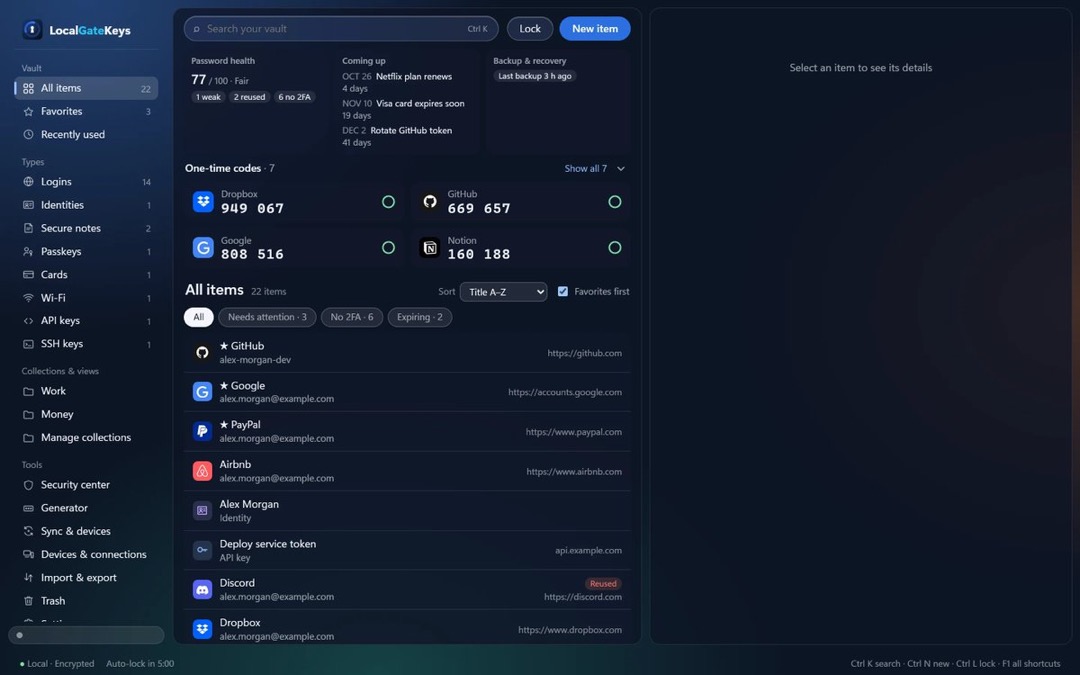 LocalGateKeys
Vault
All items 22
Favorites 3
Recently used
Types
Logins 14
Identities 1
Secure notes 2
Passkeys 1
Cards 1
Wi-Fi 1
API keys 1
SSH keys 1
Collections & views
Work
Money
Manage collections
Tools
Security center
Generator
Sync & devices
Devices & connections
Import & export
Trash
Search your vault Ctrl K
Lock
New item
Password health
77 / 100 · Fair
1 weak 2 reused 6 no 2FA
Coming up
OCT 26 Netflix plan renews
4 days
NOV 10 Visa card expires soon
19 days
DEC 2 Rotate GitHub token
41 days
Backup & recovery
Last backup 3 h ago
One-time codes · 7 Show all 7
Dropbox
949 067
GitHub
669 657
Google
808 516
Notion
160 188
All items 22 items Sort Title A–Z Favorites first
All Needs attention · 3 No 2FA · 6 Expiring · 2
★ GitHub
alex-morgan-dev
https://github.com
★ Google
alex.morgan@example.com
https://accounts.google.com
★ PayPal
alex.morgan@example.com
https://www.paypal.com
Airbnb
alex.morgan@example.com
https://www.airbnb.com
Alex Morgan
Identity
Deploy service token
API key
api.example.com
Discord
alex.morgan@example.com
Reused
https://discord.com
Dropbox
alex.morgan@example.com
https://www.dropbox.com
Select an item to see its details
Local · Encrypted Auto-lock in 5:00
Ctrl K search · Ctrl N new · Ctrl L lock · F1 all shortcuts